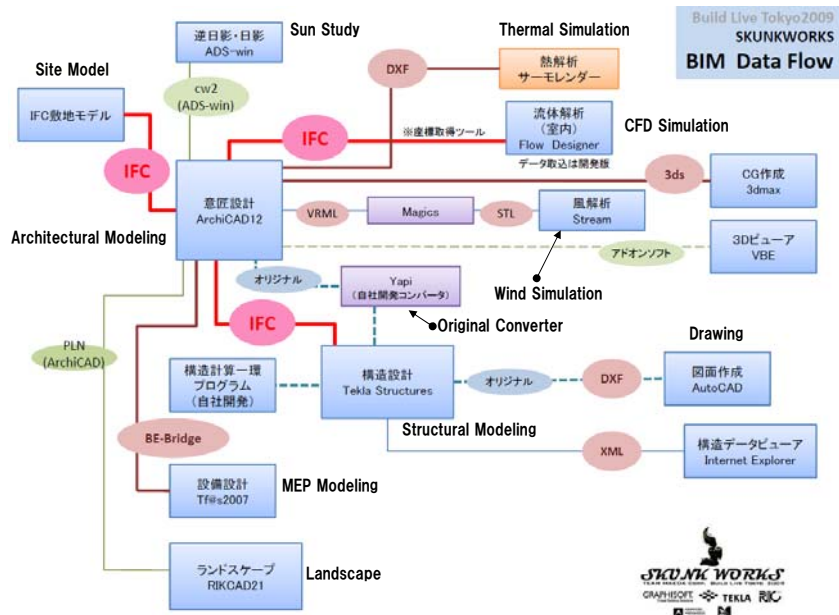 Build Live Tokyo2009
SKUNKWORKS
BIM Data Flow
逆日影・日影
ADS-win
Sun Study
Thermal Simulation
DXF
熱解析
サーモレンダー
Site Model
cw2
(ADS-win)
IFC敷地モデル
IFC
IFC
※座標取得ツール
流体解析
(室内)
Flow Designer
データ取込は開発版
CFD Simulation
3ds
CG作成
3dmax
意匠設計
ArchiCAD12
VRML
Magics
STL
風解析
Stream
Architectural Modeling
アドオンソフト
3Dビューア
VBE
オリジナル
Yapi
(自社開発コンバータ)
Wind Simulation
IFC
Original Converter
PLN
(ArchiCAD)
Drawing
構造計算一環
プログラム
(自社開発)
構造設計
Tekla Structures
オリジナル
DXF
図面作成
AutoCAD
Structural Modeling
BE-Bridge
XML
構造データビューア
Internet Explorer
設備設計
Tf@s2007
MEP Modeling
ランドスケープ
RIKCAD21
Landscape
SKUNK WORKS
TEAM MAEDA CORP. BUILD LIVE TOKYO 2009
GRAPHISOFT
TEKLA
RIC